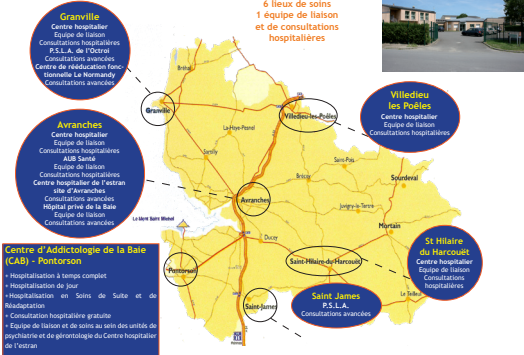 6 lieux de soins
1 équipe de liaison
et de consultations
hospitalières
Granville
Centre hospitalier
Equipe de liaison
Consultations hospitalières
P.S.L.A. de l'Octroi
Consultations avancées
Centre de rééducation fonc-
tionnelle Le Normandy
Consultations avancées
Avranches
Centre hospitalier
Equipe de liaison
Consultations hospitalières
AUB Santé
Equipe de liaison
Consultations hospitalières
Centre hospitalier de l'estran
site d'Avranches
Consultations avancées
Hôpital privé de la Baie
Equipe de liaison
Consultations avancées
Villedieu
les Poêles
Centre hospitalier
Equipe de liaison
Consultations hospitalières
St Hilaire
du Harcouët
Centre hospitalier
Equipe de liaison
Consultations
hospitalières
Saint James
P.S.L.A.
Consultations avancées
Centre d'Addictologie de la Baie
(CAB) - Pontorson
+ Hospitalisation à temps complet
+ Hospitalisation de jour
+Hospitalisation en Soins de Suite et de
Réadaptation
+ Consultation hospitalière gratuite
+ Equipe de liaison et de soins au sein des unités de
psychiatrie et de gérontologie du Centre hospitalier
de l'estran
Bréhal
Granville
La-Haye-Pesnel
Villedieu-les-Poêles
Sartilly
Saint-Pois
Brécey
Sourdeval
Avranches
Juvigny-le-Tertre
Le Mont Saint Michel
Ducey
Mortain
Pontorson
Saint-Hilaire-du-Harcouët
Saint-James
Le Teilleul